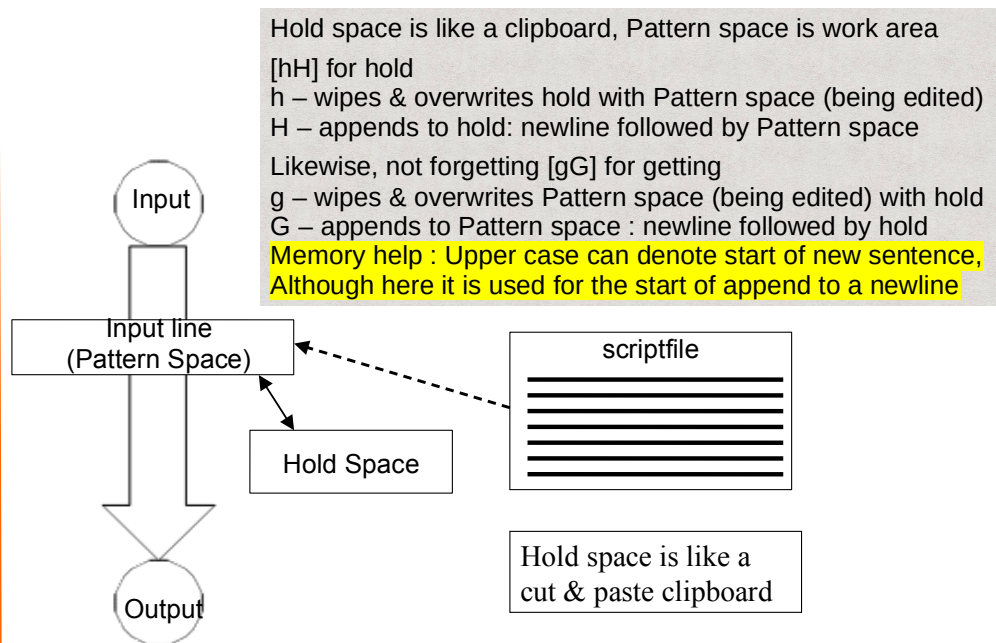 Hold space is like a clipboard, Pattern space is work area
[hH] for hold
h – wipes & overwrites hold with Pattern space (being edited)
H – appends to hold: newline followed by Pattern space
Likewise, not forgetting [gG] for getting
g – wipes & overwrites Pattern space (being edited) with hold
G – appends to Pattern space : newline followed by hold
Memory help : Upper case can denote start of new sentence,
Although here it is used for the start of append to a newline
Input
Input line
(Pattern Space)
scriptfile
Hold Space
Hold space is like a
cut & paste clipboard
Output